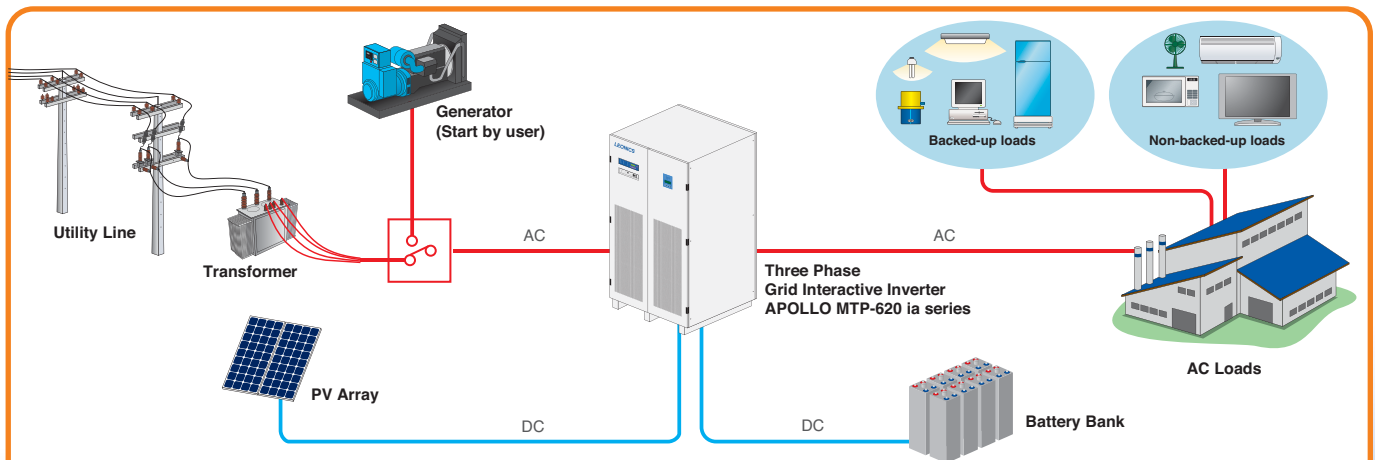 Utility Line
Transformer
Generator
(Start by user)
AC
LEONICS
AC
Three Phase
Grid Interactive Inverter
APOLLO MTP-620 ia series
Backed-up loads
Non-backed-up loads
AC Loads
PV Array
DC
DC
Battery Bank